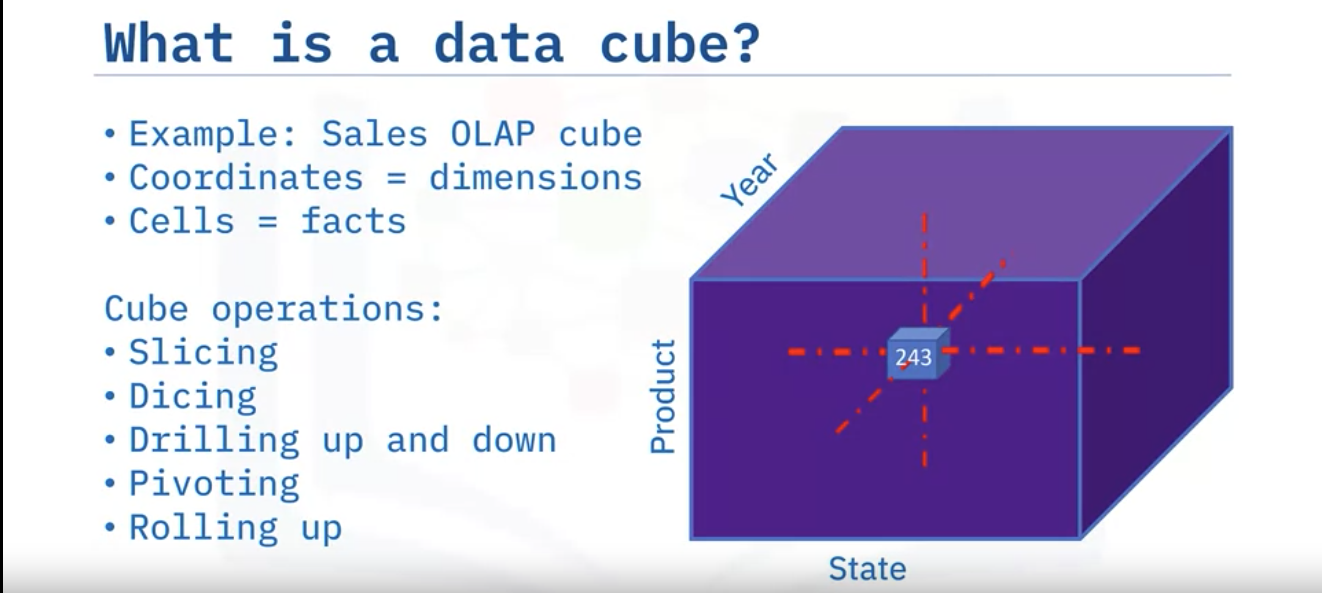 What is a data cube?
• Example: Sales OLAP cube
• Coordinates = dimensions
• Cells = facts
Cube operations:
• Slicing
• Dicing
• Drilling up and down
• Pivoting
• Rolling up
Year
Product
243
State